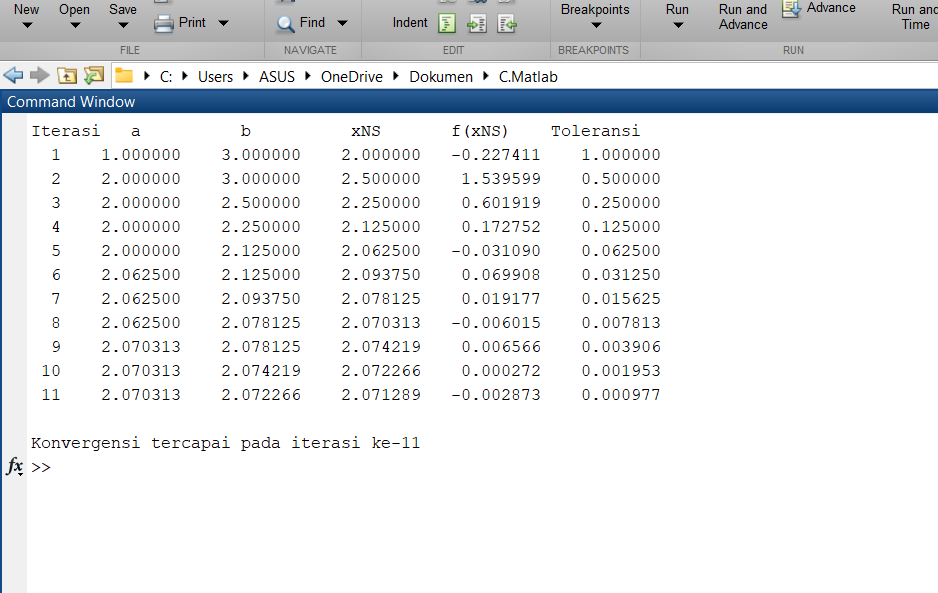 New Open Save Print Find Indent Breakpoints Run Run and Advance Advance Run and Time
FILE NAVIGATE EDIT BREAKPOINTS RUN
C: Users ASUS OneDrive Dokumen C.Matlab
Command Window
Iterasi a b xNS f(xNS) Toleransi
1 1.000000 3.000000 2.000000 -0.227411 1.000000
2 2.000000 3.000000 2.500000 1.539599 0.500000
3 2.000000 2.500000 2.250000 0.601919 0.250000
4 2.000000 2.250000 2.125000 0.172752 0.125000
5 2.000000 2.125000 2.062500 -0.031090 0.062500
6 2.062500 2.125000 2.093750 0.069908 0.031250
7 2.062500 2.093750 2.078125 0.019177 0.015625
8 2.062500 2.078125 2.070313 -0.006015 0.007813
9 2.070313 2.078125 2.074219 0.006566 0.003906
10 2.070313 2.074219 2.072266 0.000272 0.001953
11 2.070313 2.072266 2.071289 -0.002873 0.000977
Konvergensi tercapai pada iterasi ke-11
fx >>